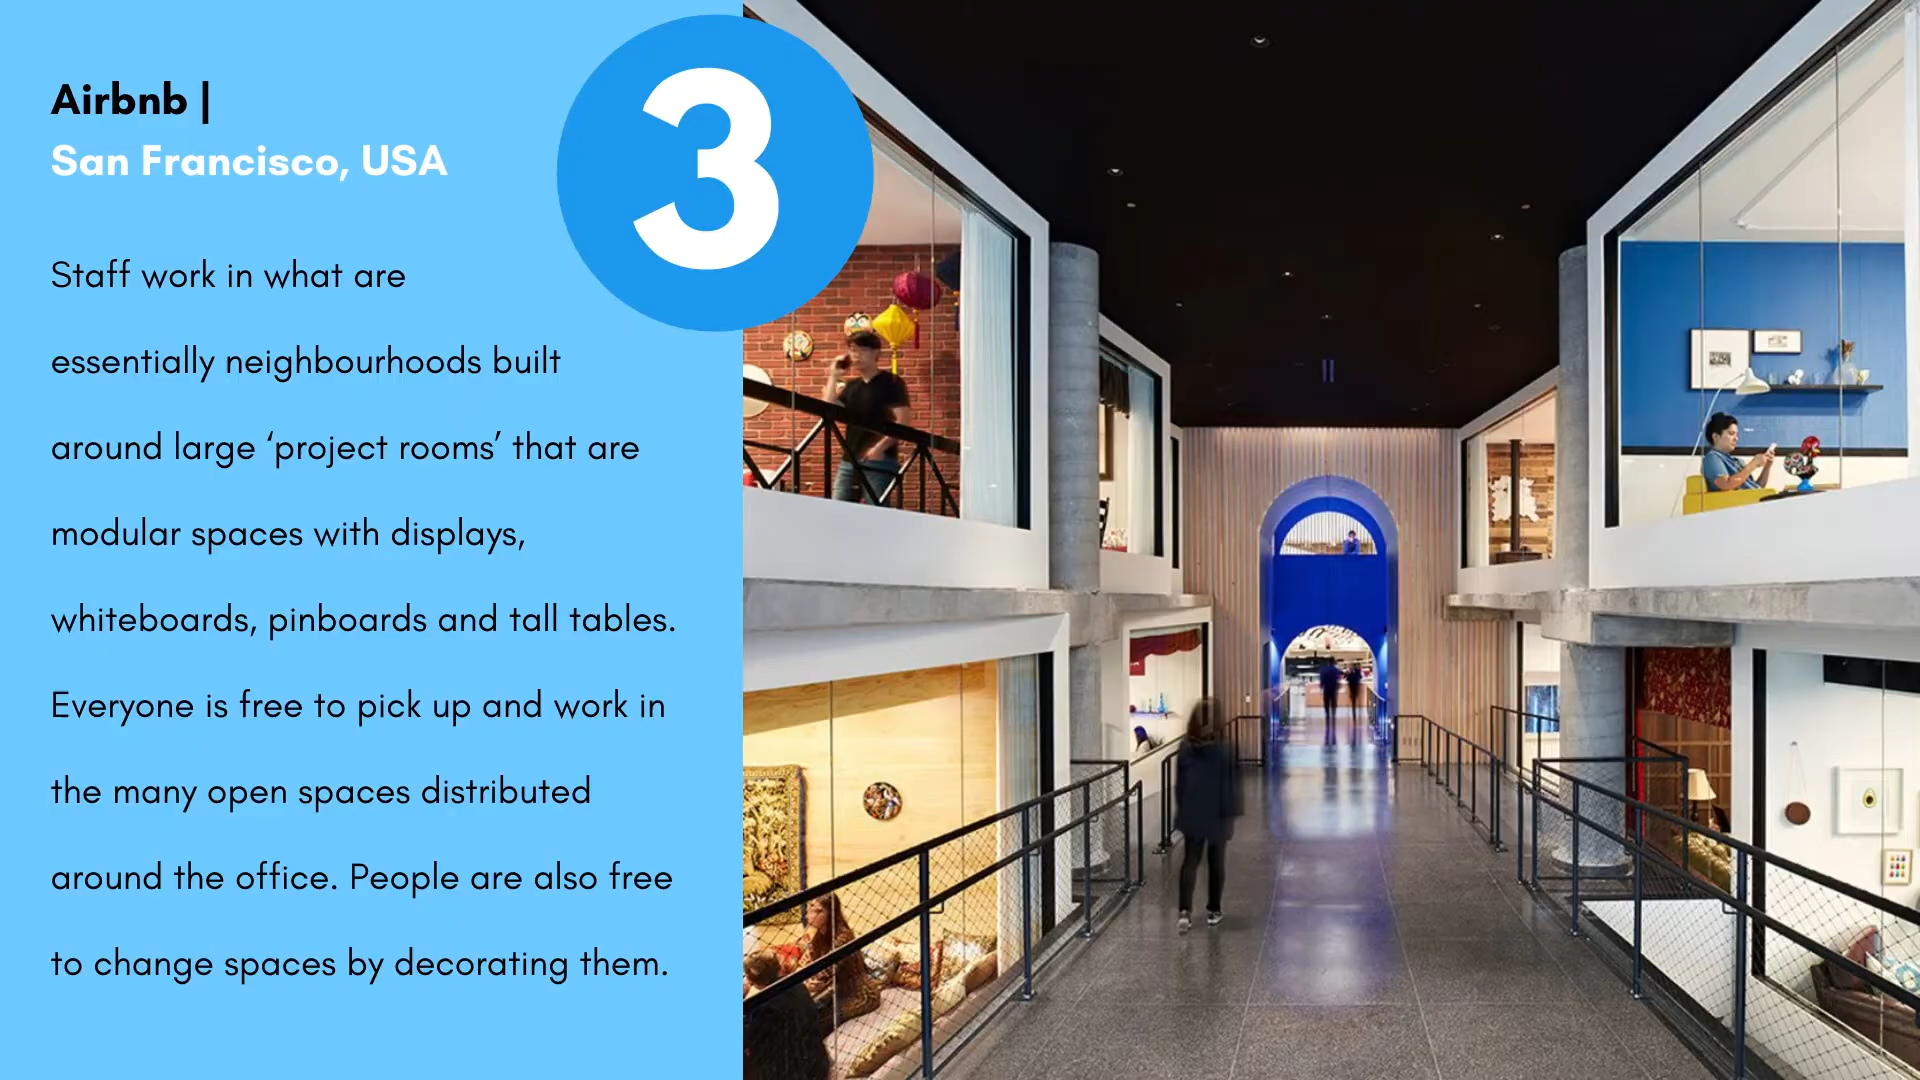 Airbnb |
San Francisco, USA
3
Staff work in what are
essentially neighbourhoods built
around large ‘project rooms’ that are
modular spaces with displays,
whiteboards, pinboards and tall tables.
Everyone is free to pick up and work in
the many open spaces distributed
around the office. People are also free
to change spaces by decorating them.